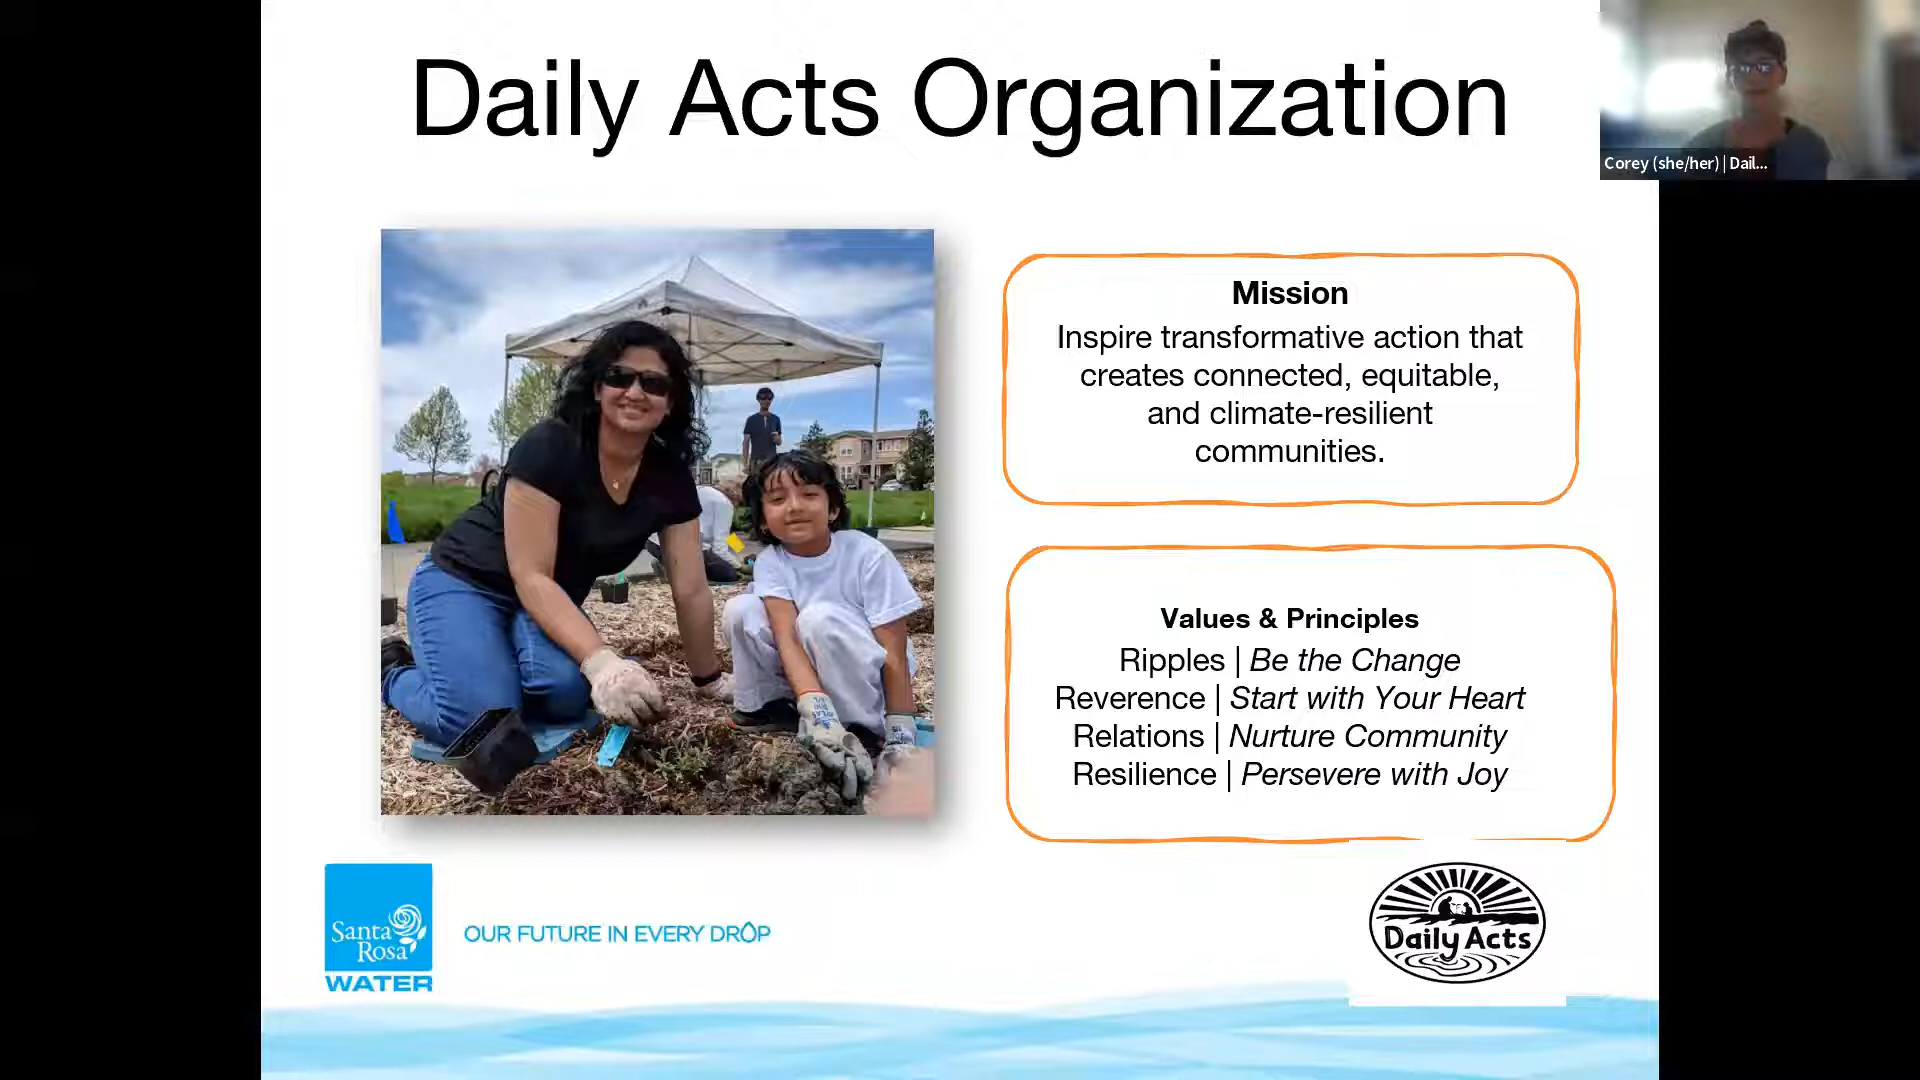 Daily Acts Organization
Corey (she/her) | Dail...
Mission
Inspire transformative action that
creates connected, equitable,
and climate-resilient
communities.
Values & Principles
Ripples | Be the Change
Reverence | Start with Your Heart
Relations | Nurture Community
Resilience | Persevere with Joy
Santa
Rosa
WATER
OUR FUTURE IN EVERY DROP
Daily Acts